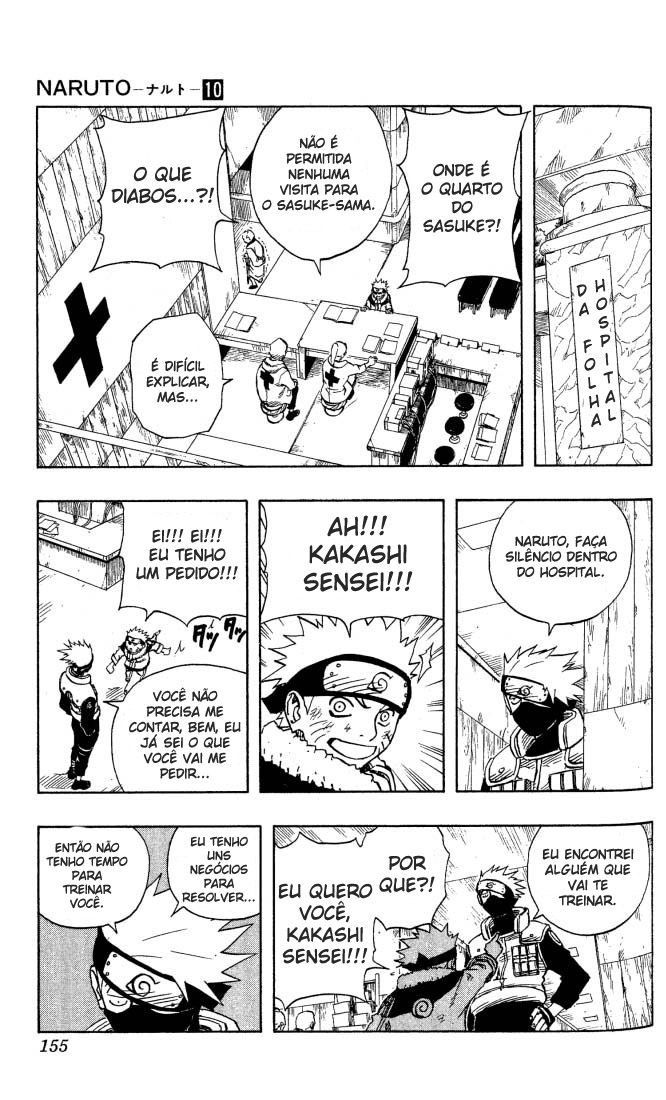 NARUTO—ナルト—10
HOSPITAL
DA FOLHA
ONDE É
O QUARTO
DO
SASUKE?!
NÃO É
PERMITIDA
NENHUMA
VISITA PARA
O SASUKE-SAMA.
O QUE
DIABOS...?!
É DIFÍCIL
EXPLICAR,
MAS...
NARUTO, FAÇA
SILÊNCIO DENTRO
DO HOSPITAL.
AH!!!
KAKASHI
SENSEI!!!
EI!!! EI!!!
EU TENHO
UM PEDIDO!!!
ダッ
ダッ
VOCÊ NÃO
PRECISA ME
CONTAR, BEM, EU
JÁ SEI O QUE
VOCÊ VAI ME
PEDIR...
EU ENCONTREI
ALGUÉM QUE
VAI TE
TREINAR.
POR
QUE?!
EU QUERO
VOCÊ,
KAKASHI
SENSEI!!!
EU TENHO
UNS
NEGÓCIOS
PARA
RESOLVER...
ENTÃO NÃO
TENHO TEMPO
PARA
TREINAR
VOCÊ.
155